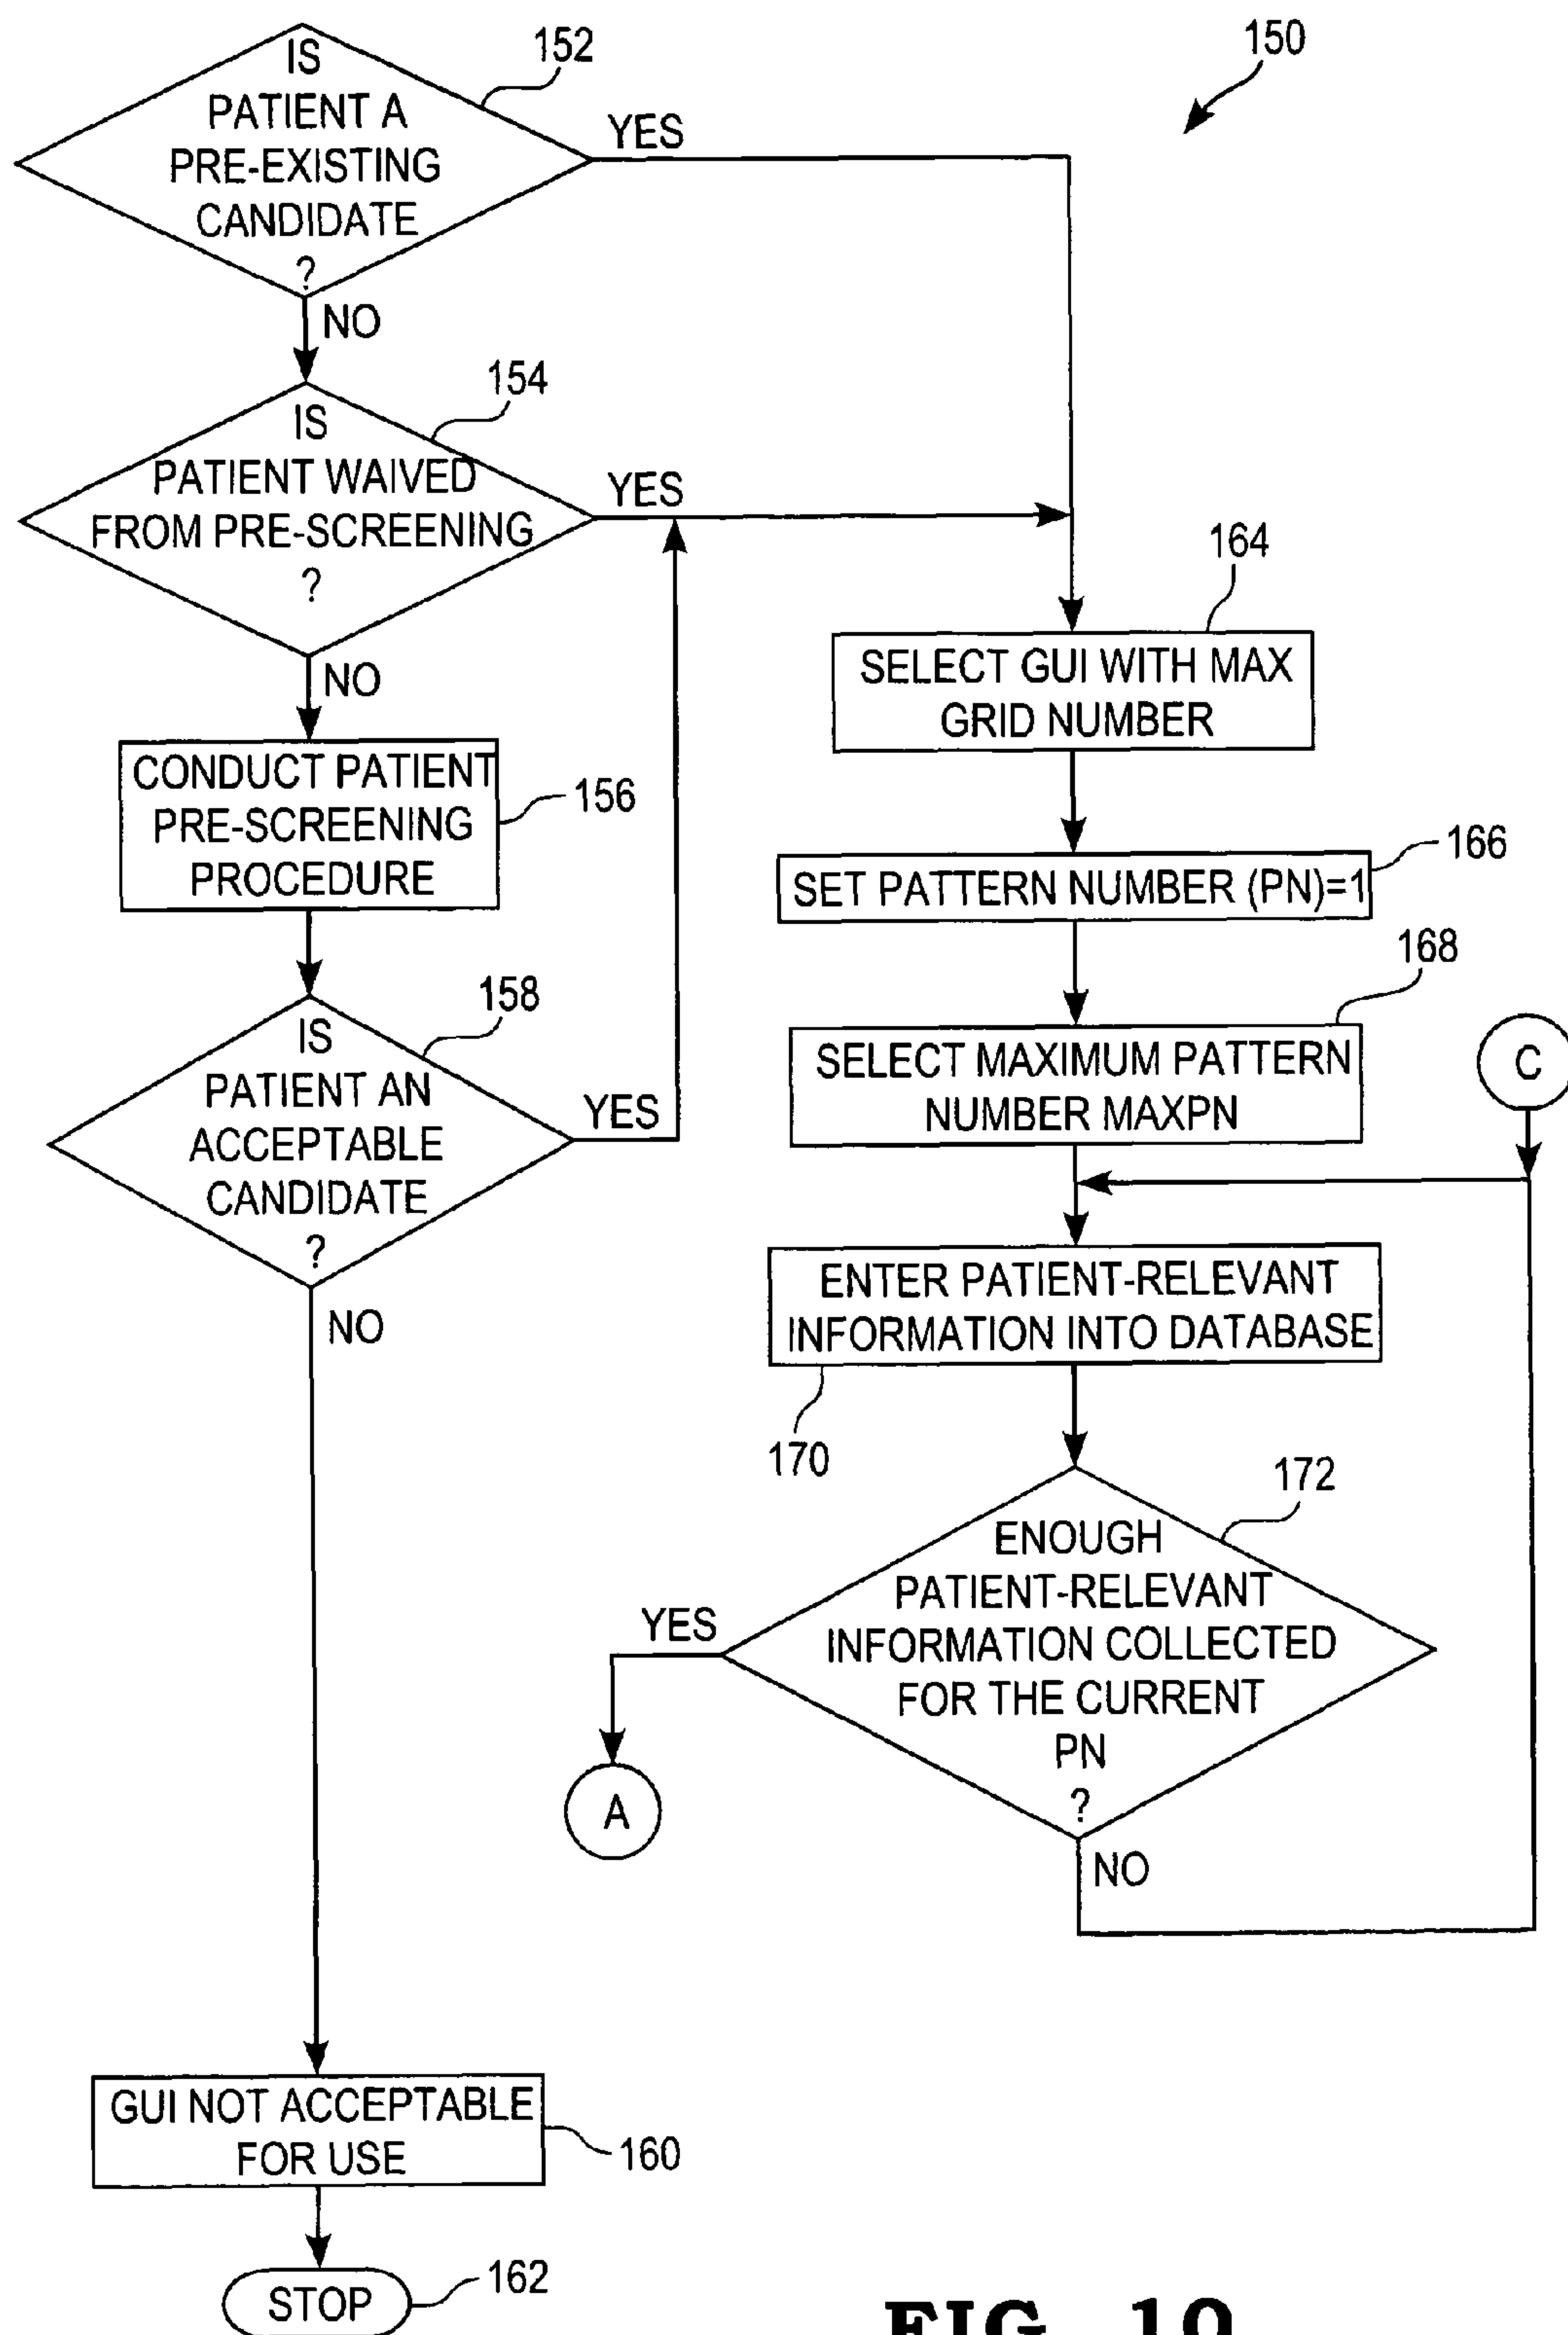 150
152
IS
PATIENT A
PRE-EXISTING
CANDIDATE
?
YES
NO
154
IS
PATIENT WAIVED
FROM PRE-SCREENING
?
YES
NO
CONDUCT PATIENT
PRE-SCREENING
PROCEDURE
156
158
IS
PATIENT AN
ACCEPTABLE
CANDIDATE
?
YES
NO
GUI NOT ACCEPTABLE
FOR USE
160
STOP
162
164
SELECT GUI WITH MAX
GRID NUMBER
166
SET PATTERN NUMBER (PN)=1
168
SELECT MAXIMUM PATTERN
NUMBER MAXPN
C
ENTER PATIENT-RELEVANT
INFORMATION INTO DATABASE
170
172
ENOUGH
PATIENT-RELEVANT
INFORMATION COLLECTED
FOR THE CURRENT
PN
?
YES
A
NO
FIG. 10